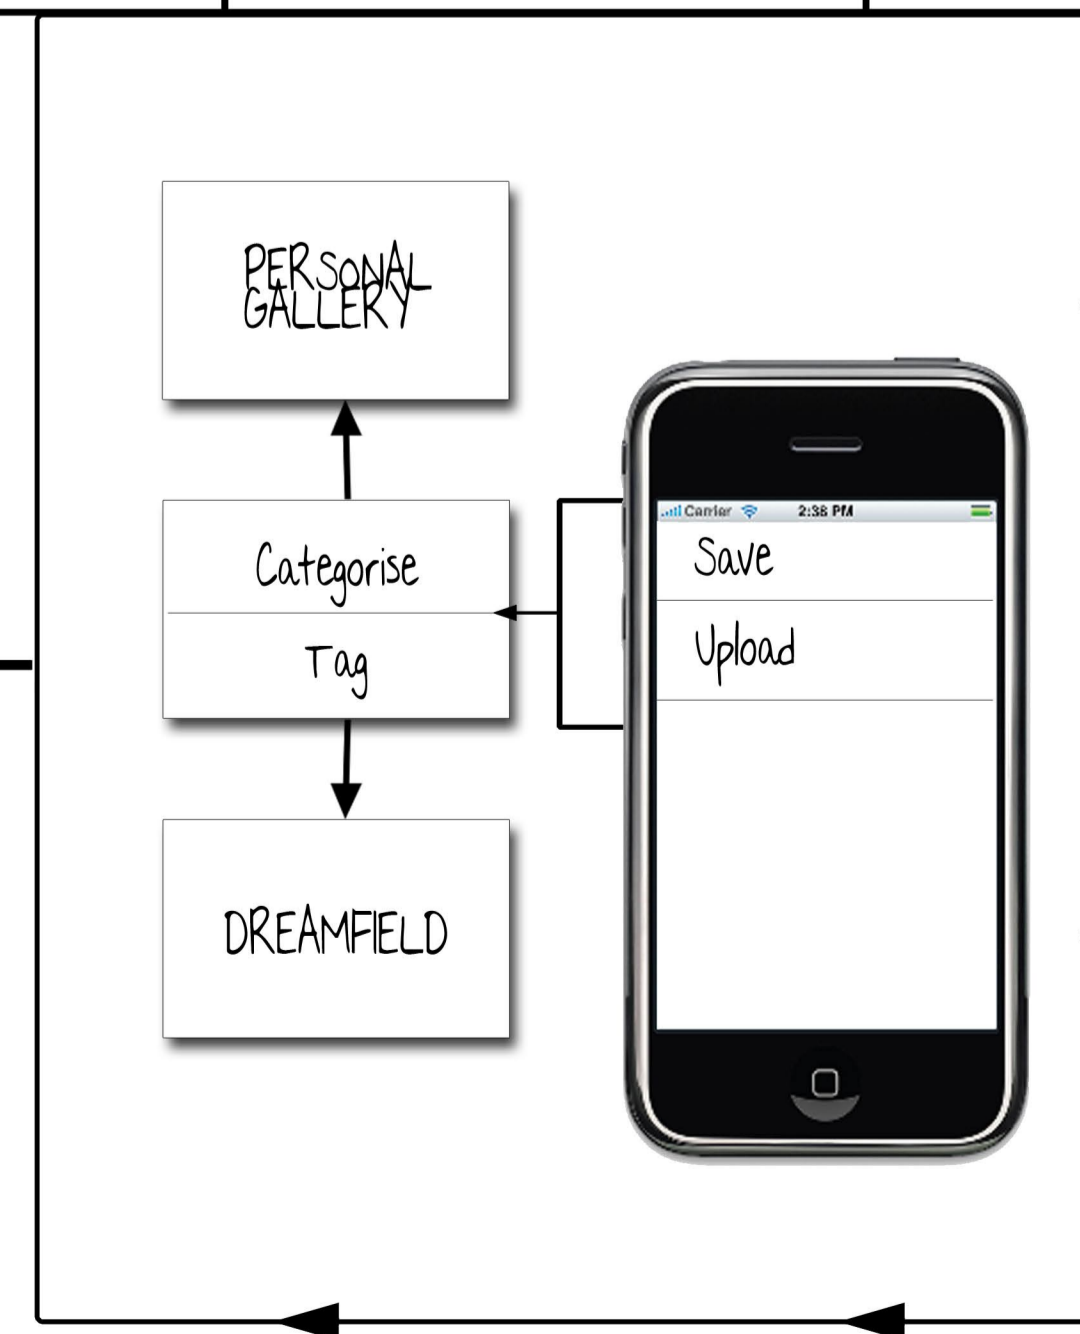 PERSONAL
GALLERY
Categorise
Tag
DREAMFIELD
Carrier 2:38 PM
Save
Upload